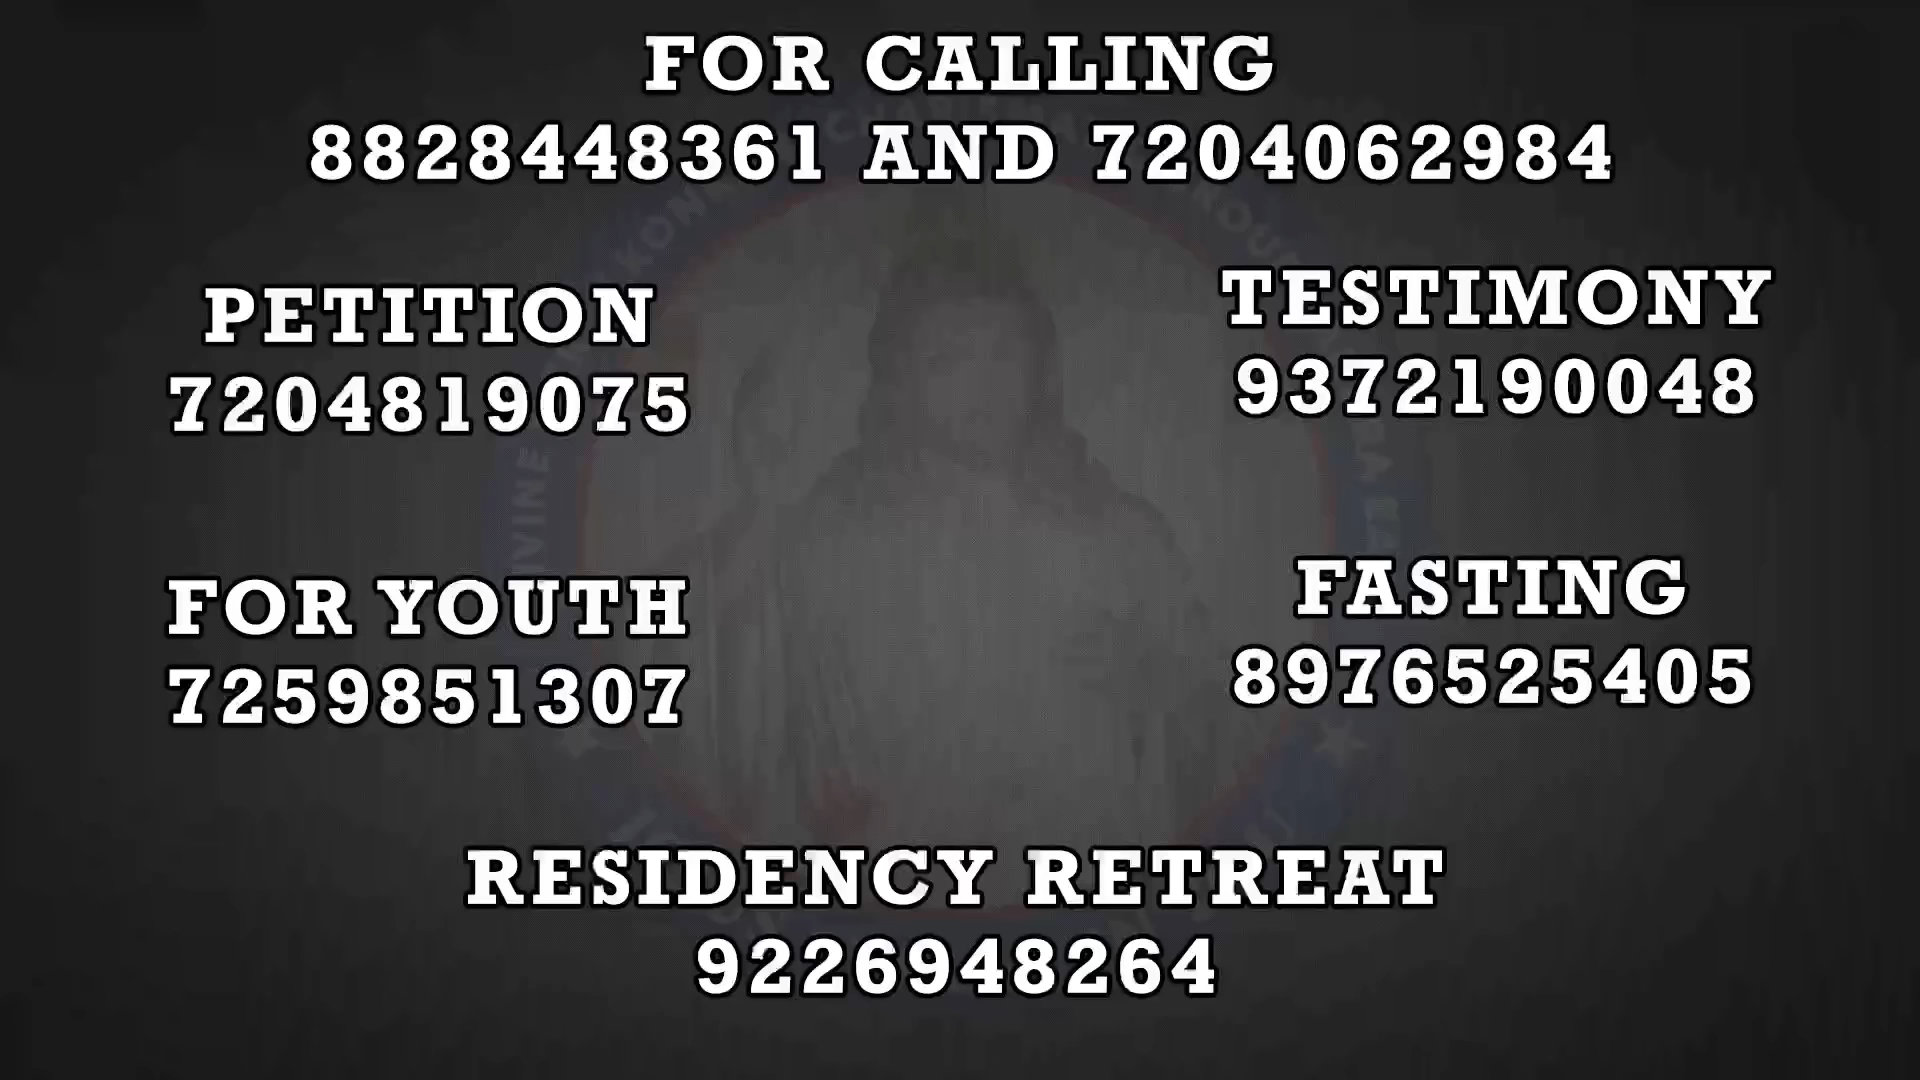 FOR CALLING
8828448361 AND 7204062984
PETITION
7204819075
TESTIMONY
9372190048
FOR YOUTH
7259851307
FASTING
8976525405
RESIDENCY RETREAT
9226948264